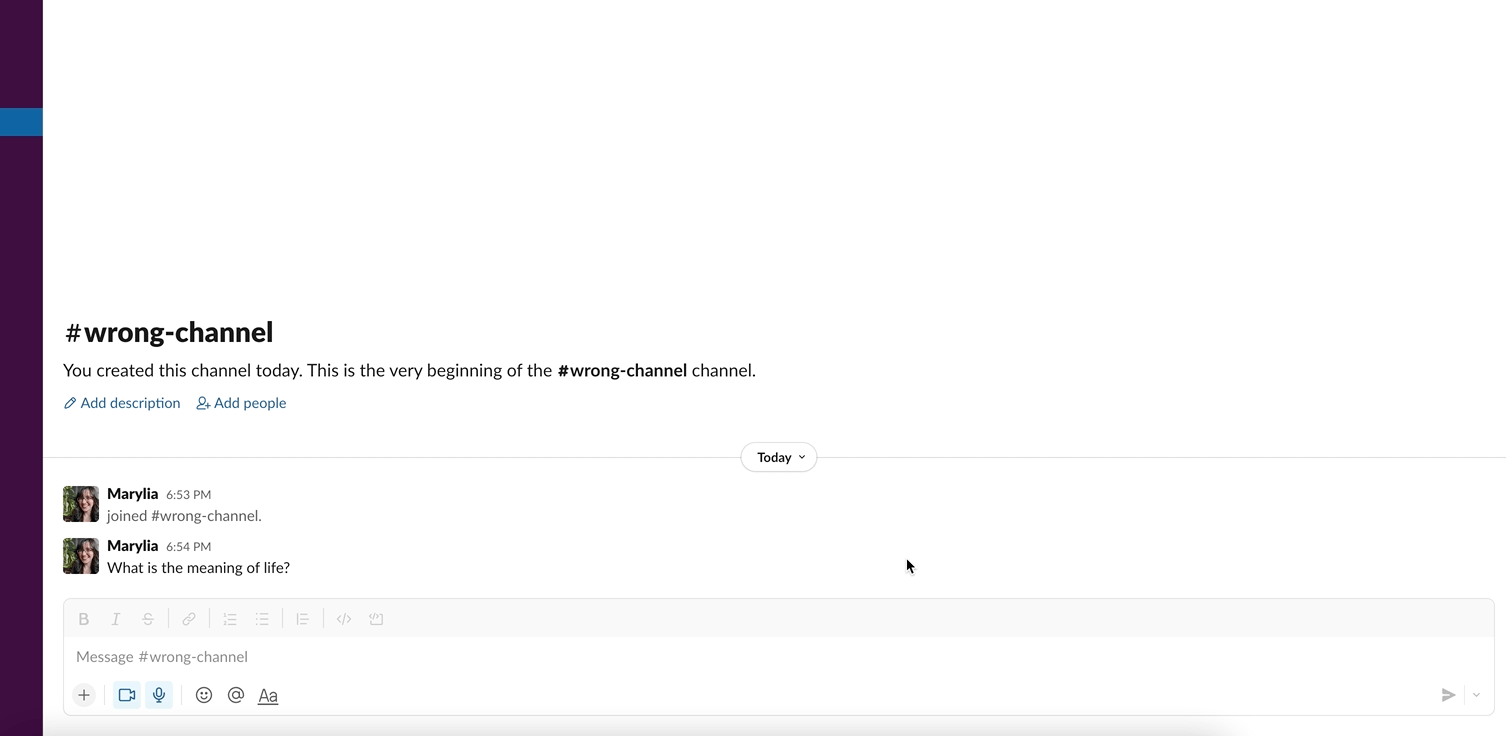 #wrong-channel
You created this channel today. This is the very beginning of the #wrong-channel channel.
Add description Add people
Today
Marylia 6:53 PM
joined #wrong-channel.
Marylia 6:54 PM
What is the meaning of life?
B I S
Message #wrong-channel
Aa